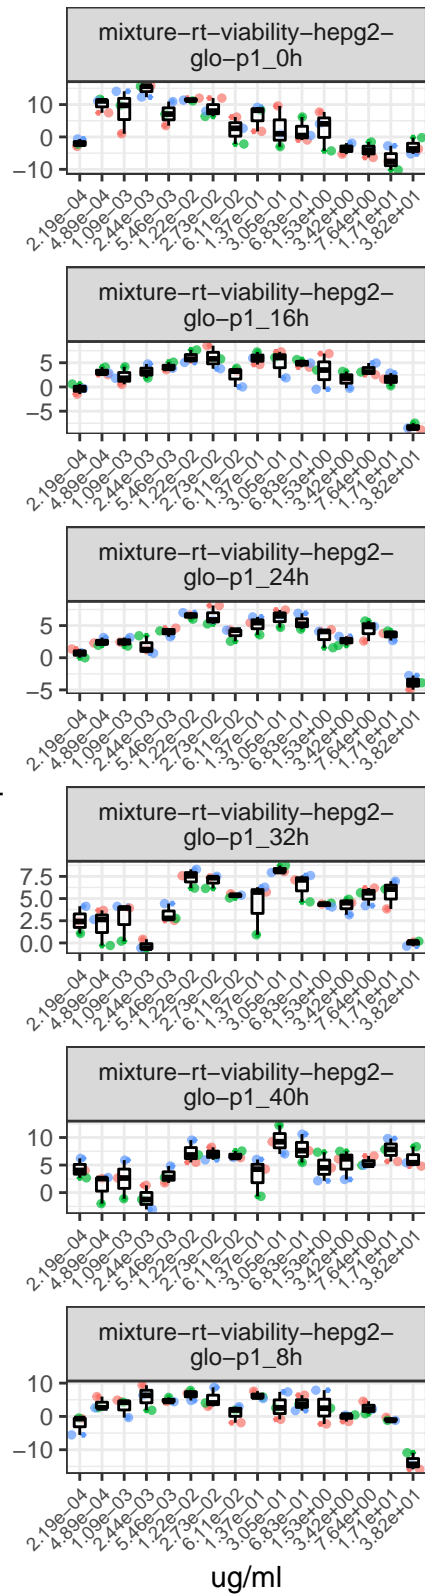 mixture−rt−viability−hepg2−
glo−p1_0h
10
0
−10
2.19e−04
4.89e−04
1.09e−03
2.44e−03
5.46e−03
1.22e−02
2.73e−02
6.11e−02
1.37e−01
3.05e−01
6.83e−01
1.53e+00
3.42e+00
7.64e+00
1.71e+01
3.82e+01
mixture−rt−viability−hepg2−
glo−p1_16h
5
0
−5
2.19e−04
4.89e−04
1.09e−03
2.44e−03
5.46e−03
1.22e−02
2.73e−02
6.11e−02
1.37e−01
3.05e−01
6.83e−01
1.53e+00
3.42e+00
7.64e+00
1.71e+01
3.82e+01
mixture−rt−viability−hepg2−
glo−p1_24h
5
0
−5
2.19e−04
4.89e−04
1.09e−03
2.44e−03
5.46e−03
1.22e−02
2.73e−02
6.11e−02
1.37e−01
3.05e−01
6.83e−01
1.53e+00
3.42e+00
7.64e+00
1.71e+01
3.82e+01
mixture−rt−viability−hepg2−
glo−p1_32h
7.5
5.0
2.5
0.0
2.19e−04
4.89e−04
1.09e−03
2.44e−03
5.46e−03
1.22e−02
2.73e−02
6.11e−02
1.37e−01
3.05e−01
6.83e−01
1.53e+00
3.42e+00
7.64e+00
1.71e+01
3.82e+01
mixture−rt−viability−hepg2−
glo−p1_40h
10
5
0
2.19e−04
4.89e−04
1.09e−03
2.44e−03
5.46e−03
1.22e−02
2.73e−02
6.11e−02
1.37e−01
3.05e−01
6.83e−01
1.53e+00
3.42e+00
7.64e+00
1.71e+01
3.82e+01
mixture−rt−viability−hepg2−
glo−p1_8h
10
0
−10
2.19e−04
4.89e−04
1.09e−03
2.44e−03
5.46e−03
1.22e−02
2.73e−02
6.11e−02
1.37e−01
3.05e−01
6.83e−01
1.53e+00
3.42e+00
7.64e+00
1.71e+01
3.82e+01
ug/ml